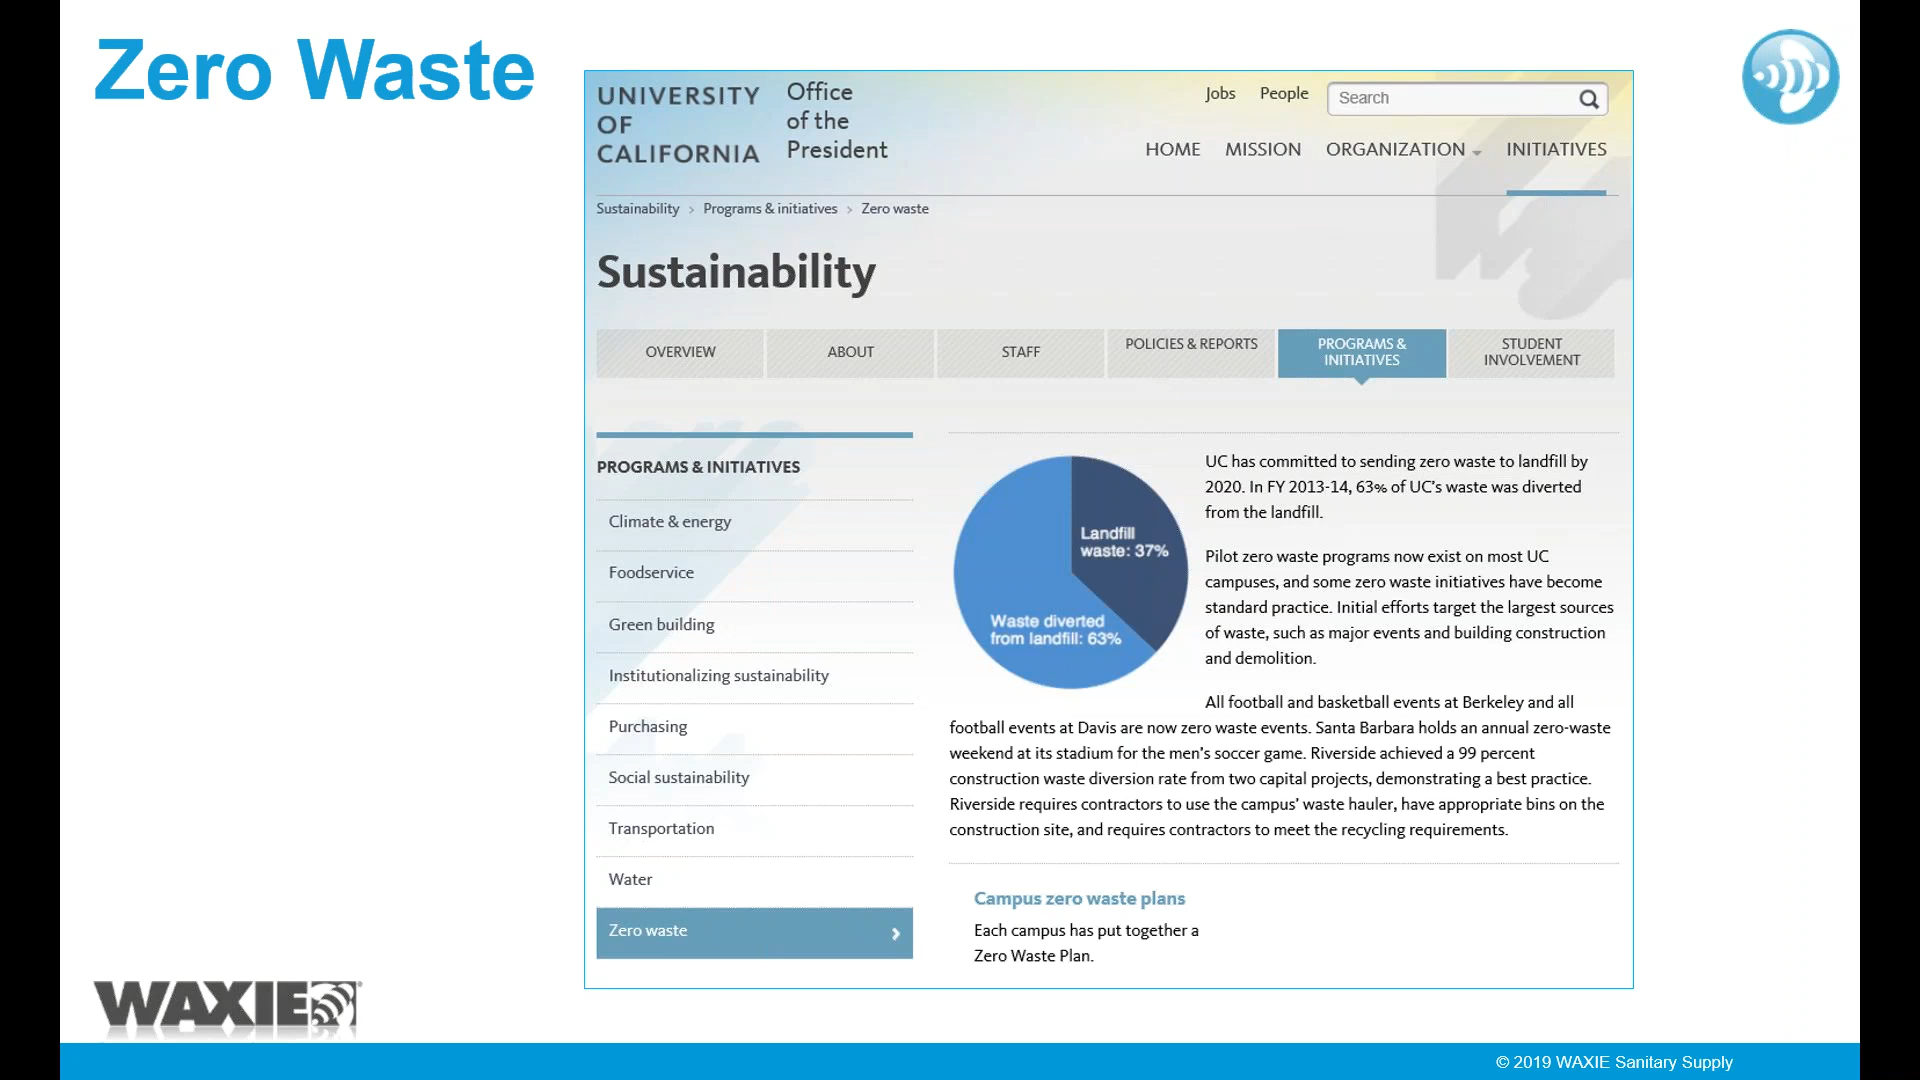 Zero Waste
UNIVERSITY
OF
CALIFORNIA
Office
of the
President
Jobs People Search
HOME MISSION ORGANIZATION INITIATIVES
Sustainability > Programs & initiatives > Zero waste
Sustainability
OVERVIEW
ABOUT
STAFF
POLICIES & REPORTS
PROGRAMS &
INITIATIVES
STUDENT
INVOLVEMENT
PROGRAMS & INITIATIVES
Climate & energy
Foodservice
Green building
Institutionalizing sustainability
Purchasing
Social sustainability
Transportation
Water
Zero waste
Landfill
waste: 37%
Waste diverted
from landfill: 63%
UC has committed to sending zero waste to landfill by
2020. In FY 2013-14, 63% of UC's waste was diverted
from the landfill.
Pilot zero waste programs now exist on most UC
campuses, and some zero waste initiatives have become
standard practice. Initial efforts target the largest sources
of waste, such as major events and building construction
and demolition.
All football and basketball events at Berkeley and all
football events at Davis are now zero waste events. Santa Barbara holds an annual zero-waste
weekend at its stadium for the men's soccer game. Riverside achieved a 99 percent
construction waste diversion rate from two capital projects, demonstrating a best practice.
Riverside requires contractors to use the campus' waste hauler, have appropriate bins on the
construction site, and requires contractors to meet the recycling requirements.
Campus zero waste plans
Each campus has put together a
Zero Waste Plan.
WAXIE
© 2019 WAXIE Sanitary Supply